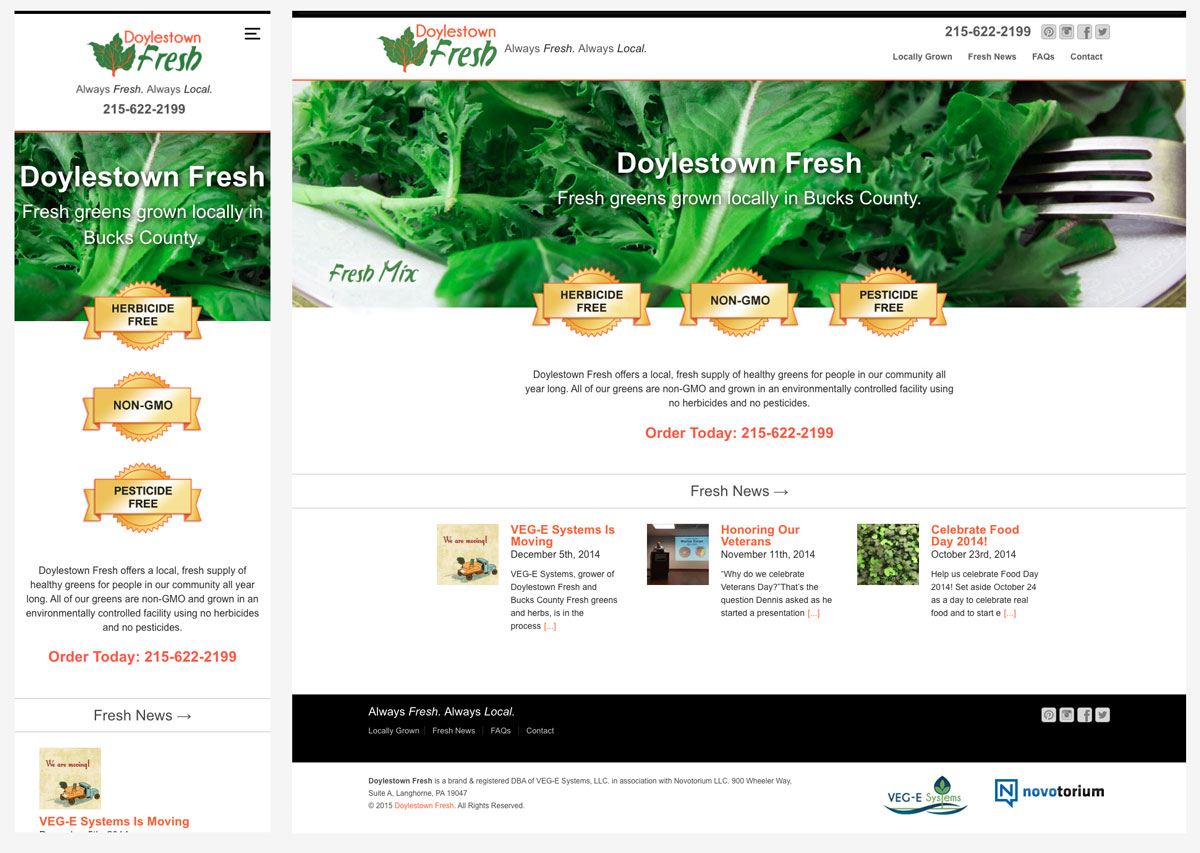 Doylestown
Fresh
Always Fresh. Always Local.
215-622-2199
Doylestown Fresh
Fresh greens grown locally in
Bucks County.
HERBICIDE
FREE
NON-GMO
PESTICIDE
FREE
Doylestown Fresh offers a local, fresh supply of
healthy greens for people in our community all year
long. All of our greens are non-GMO and grown in an
environmentally controlled facility using no herbicides
and no pesticides.
Order Today: 215-622-2199
Fresh News →
We are moving!
VEG-E Systems Is Moving
Doylestown
Fresh
Always Fresh. Always Local.
215-622-2199
Locally Grown Fresh News FAQs Contact
Doylestown Fresh
Fresh greens grown locally in Bucks County.
Fresh Mix
HERBICIDE
FREE
NON-GMO
PESTICIDE
FREE
Doylestown Fresh offers a local, fresh supply of healthy greens for people in our community all
year long. All of our greens are non-GMO and grown in an environmentally controlled facility using
no herbicides and no pesticides.
Order Today: 215-622-2199
Fresh News →
We are moving!
VEG-E Systems Is
Moving
December 5th, 2014
VEG-E Systems, grower of
Doylestown Fresh and
Bucks County Fresh greens
and herbs, is in the
process [...]
Honoring Our
Veterans
November 11th, 2014
"Why do we celebrate
Veterans Day?"That's the
question Dennis asked as he
started a presentation [...]
Celebrate Food
Day 2014!
October 23rd, 2014
Help us celebrate Food Day
2014! Set aside October 24
as a day to celebrate real
food and to start e [...]
Always Fresh. Always Local.
Locally Grown Fresh News FAQs Contact
Doylestown Fresh is a brand & registered DBA of VEG-E Systems, LLC. in association with Novotorium LLC. 900 Wheeler Way,
Suite A, Langhorne, PA 19047
© 2015 Doylestown Fresh. All Rights Reserved.
VEG-E Systems
N novotorium